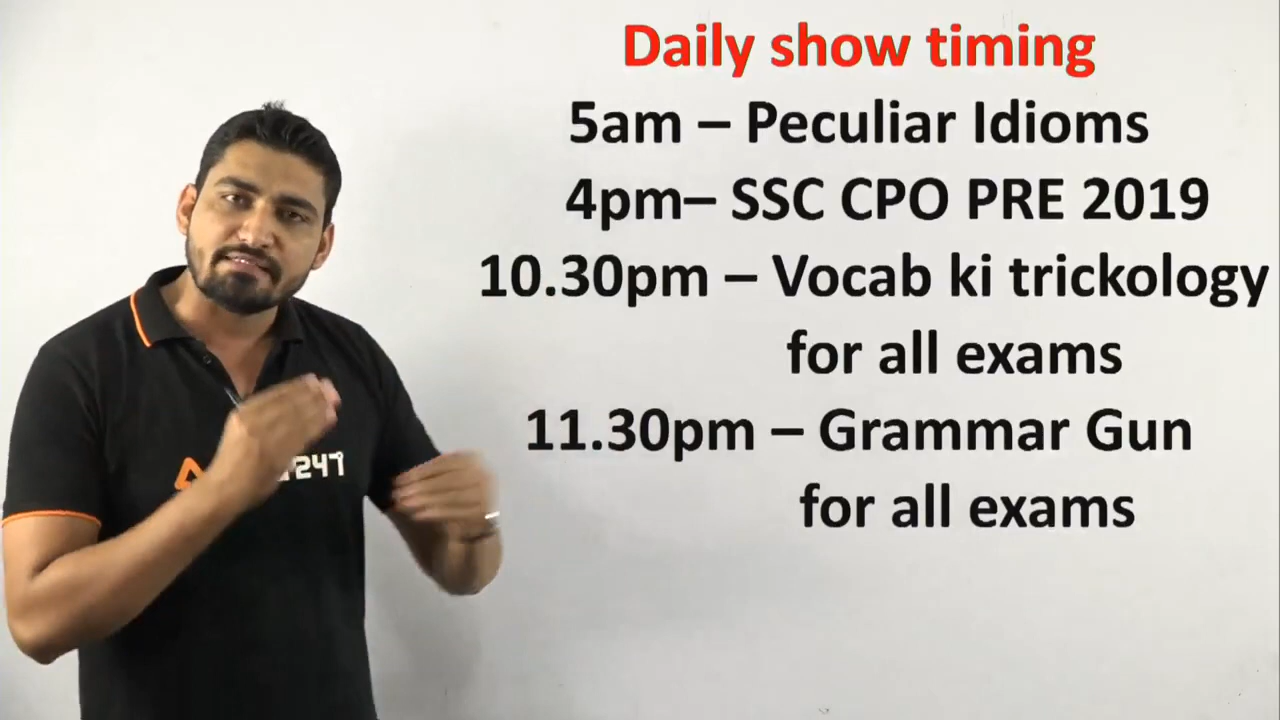 Daily show timing
5am – Peculiar Idioms
4pm– SSC CPO PRE 2019
10.30pm – Vocab ki trickology
for all exams
11.30pm – Grammar Gun
for all exams
247